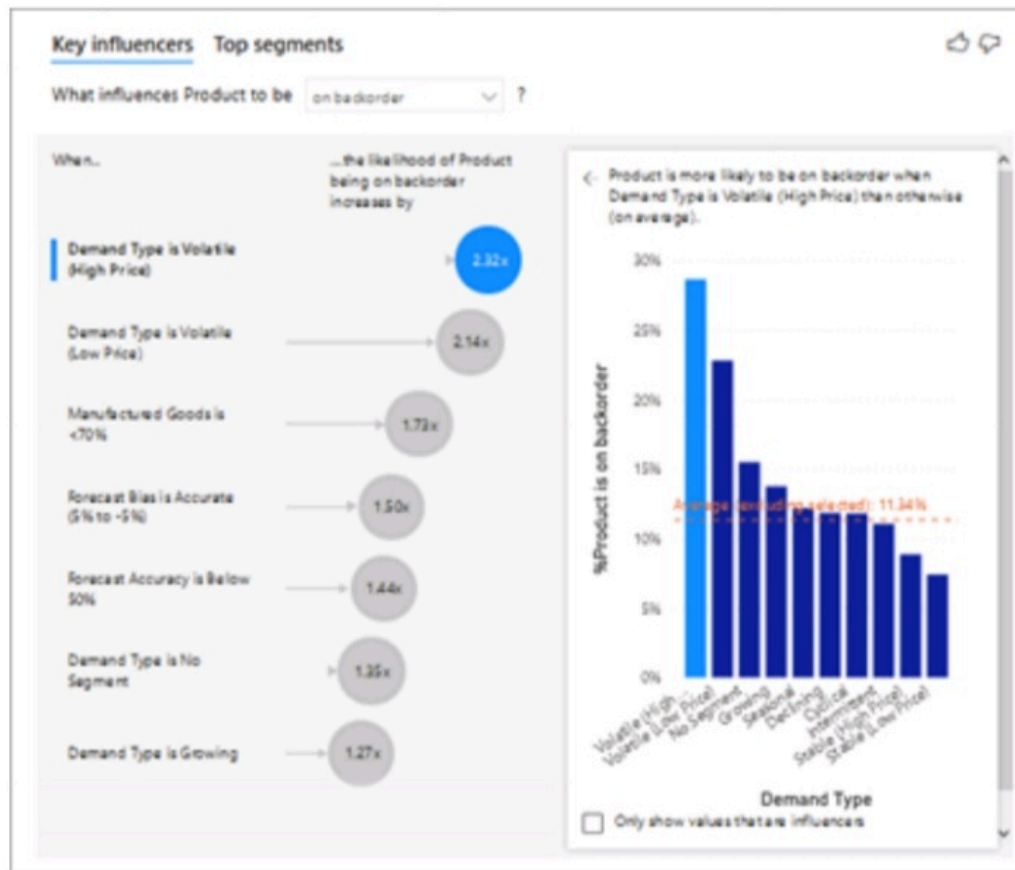 Key influencers Top segments
What influences Product to be on backorder ?
When...
...the likelihood of Product
being on backorder
increases by
Demand Type is Volatile
(High Price)
2.32x
Demand Type is Volatile
(Low Price)
2.14x
Manufactured Goods is
<70%
1.73x
Forecast Bias is Accurate
(5% to -5%)
1.50x
Forecast Accuracy is Below
50%
1.44x
Demand Type is No
Segment
1.35x
Demand Type is Growing
1.27x
Product is more likely to be on backorder when
Demand Type is Volatile (High Price) than otherwise
(on average).
%Product is on backorder
30%
25%
20%
15%
10%
5%
0%
Average (excluding selected): 11.34%
Volatile (High ...
Volatile (Low Price)
No Segment
Growing
Seasonal
Declining
Cyclical
Intermittent
Stable (High Price)
Stable (Low Price)
Demand Type
Only show values that are influencers